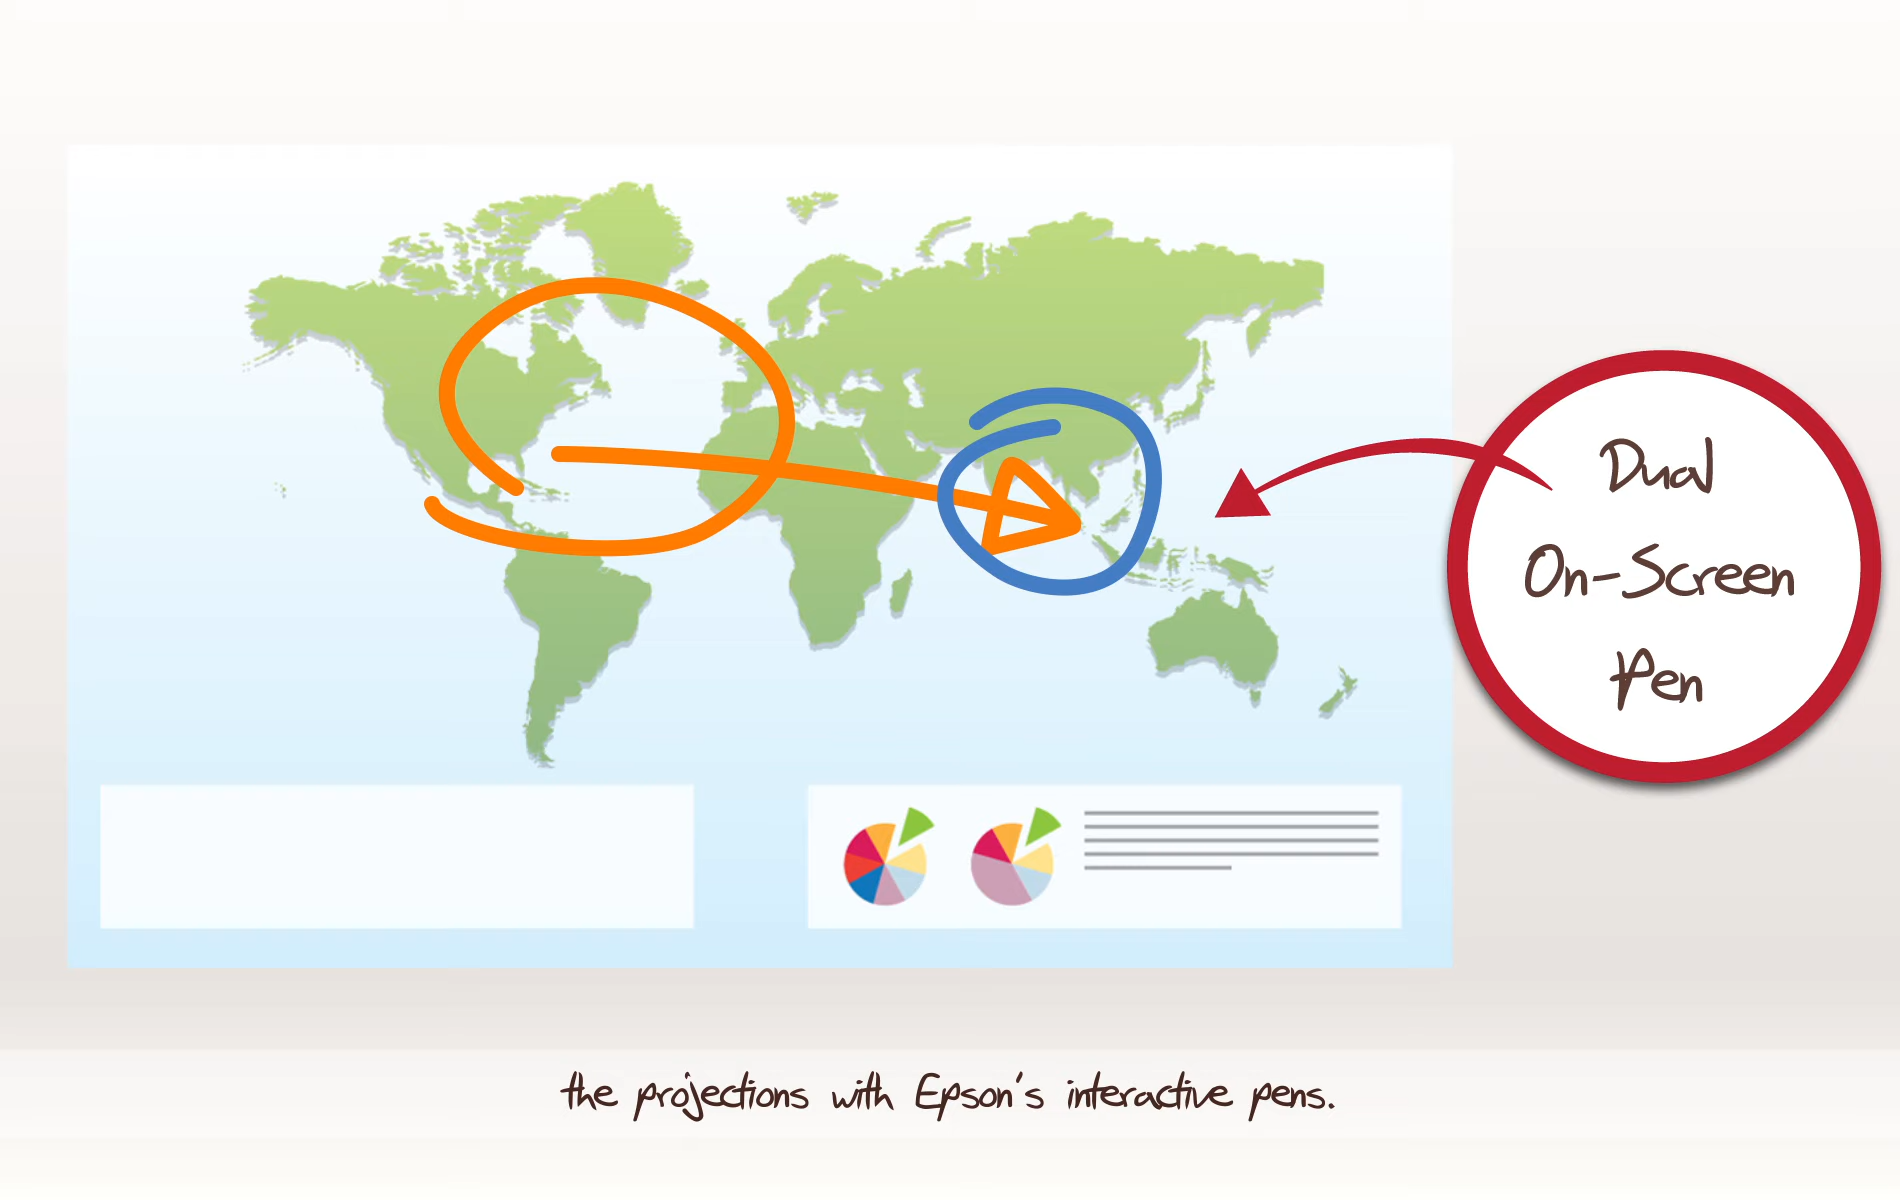 Dual
On-Screen
Pen
the projections with Epson's interactive pens.